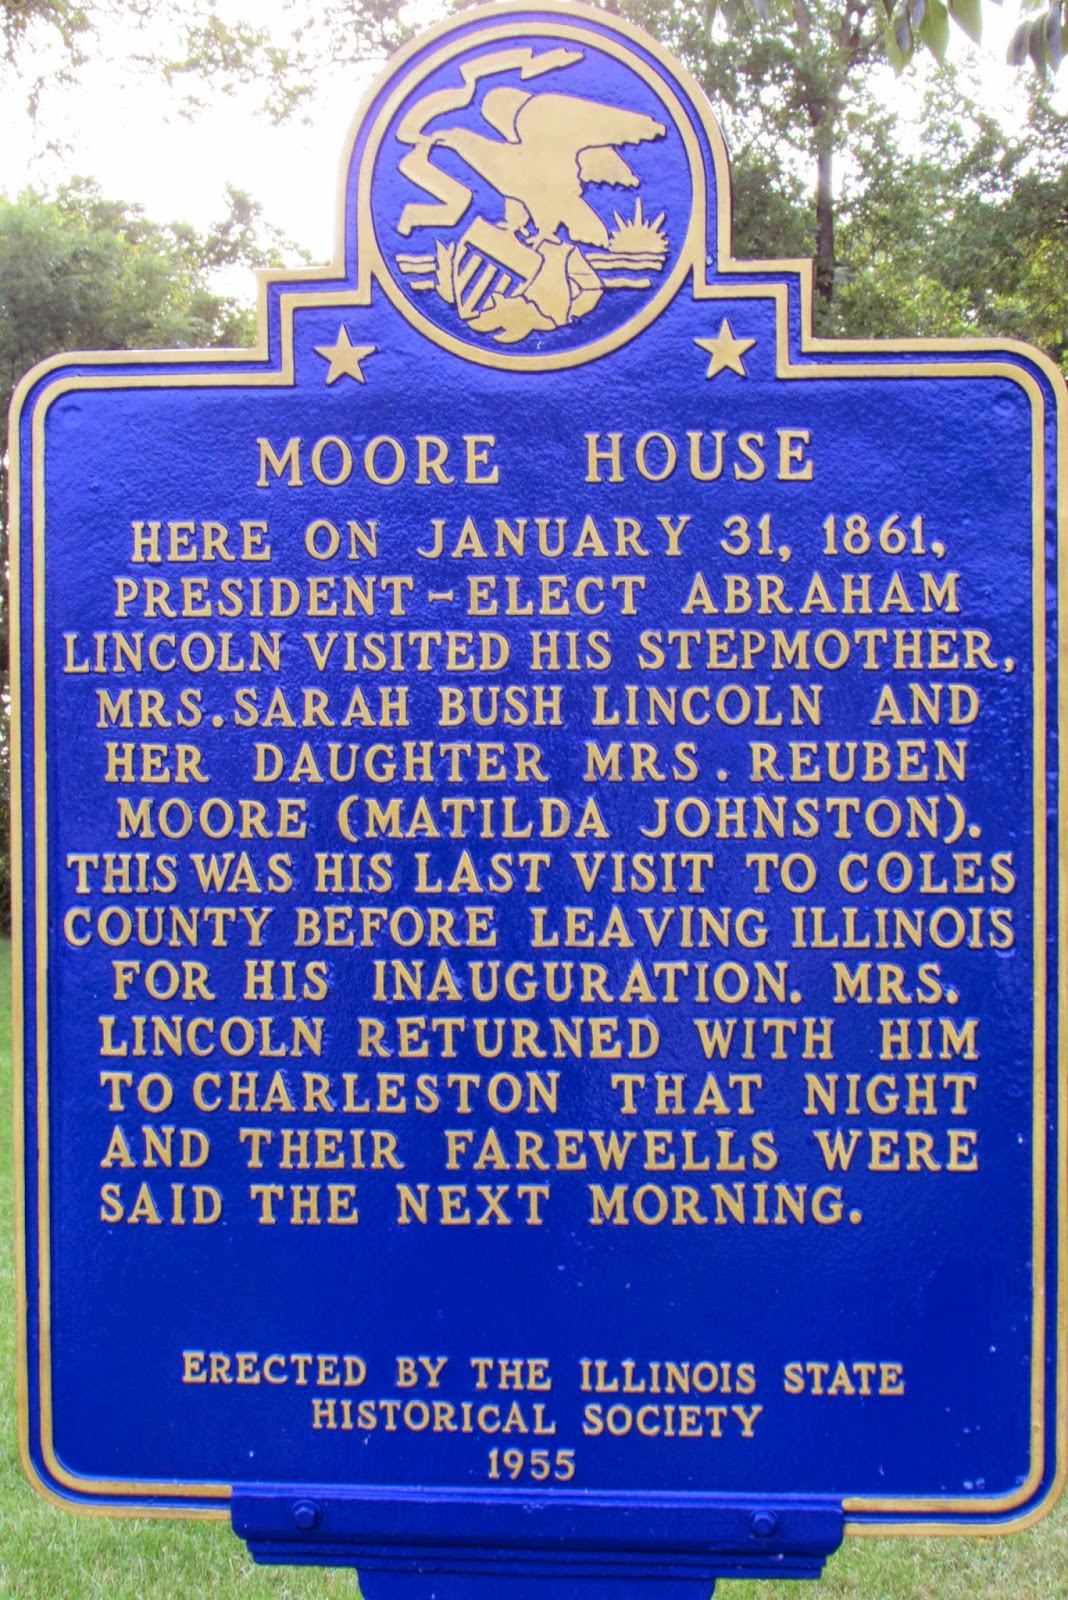 MOORE HOUSE
HERE ON JANUARY 31, 1861,
PRESIDENT-ELECT ABRAHAM
LINCOLN VISITED HIS STEPMOTHER,
MRS. SARAH BUSH LINCOLN AND
HER DAUGHTER MRS. REUBEN
MOORE (MATILDA JOHNSTON).
THIS WAS HIS LAST VISIT TO COLES
COUNTY BEFORE LEAVING ILLINOIS
FOR HIS INAUGURATION. MRS.
LINCOLN RETURNED WITH HIM
TO CHARLESTON THAT NIGHT
AND THEIR FAREWELLS WERE
SAID THE NEXT MORNING.
ERECTED BY THE ILLINOIS STATE
HISTORICAL SOCIETY
1955